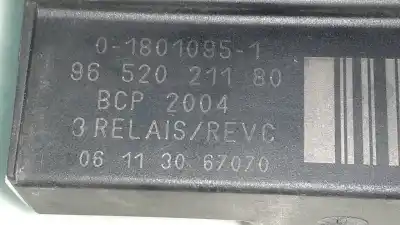 0-1801095-1
96 520 211 80
BCP 2004
3 RELAIS/REVC
06 11 30 67070